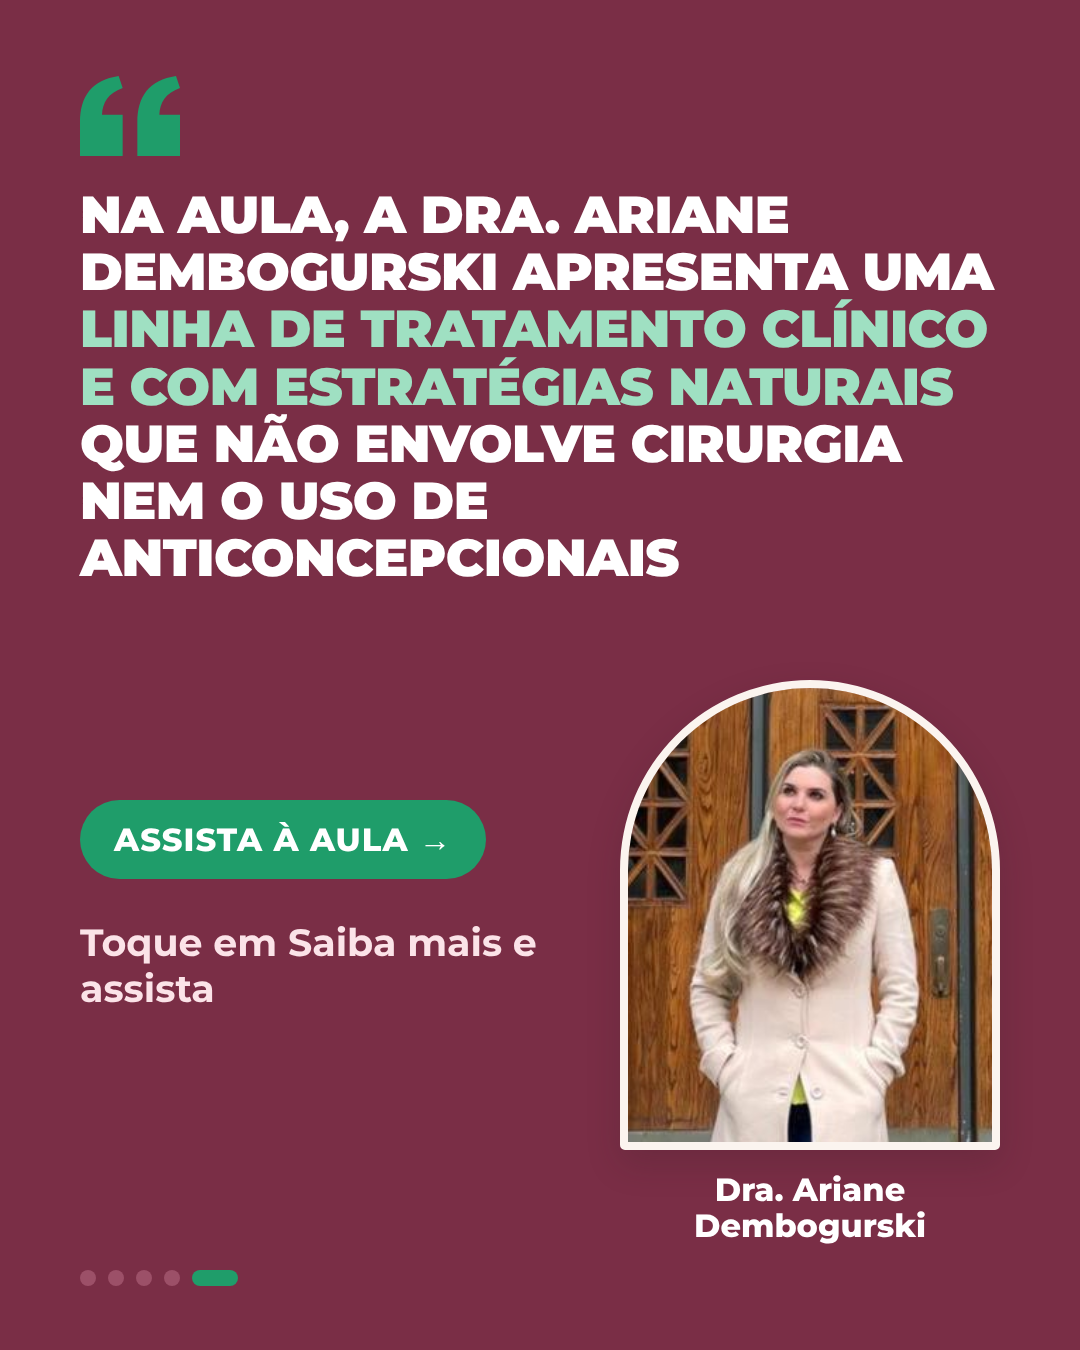 “
NA AULA, A DRA. ARIANE
DEMBOGURSKI APRESENTA UMA
LINHA DE TRATAMENTO CLÍNICO
E COM ESTRATÉGIAS NATURAIS
QUE NÃO ENVOLVE CIRURGIA
NEM O USO DE
ANTICONCEPCIONAIS
ASSISTA À AULA →
Toque em Saiba mais e
assista
Dra. Ariane
Dembogurski